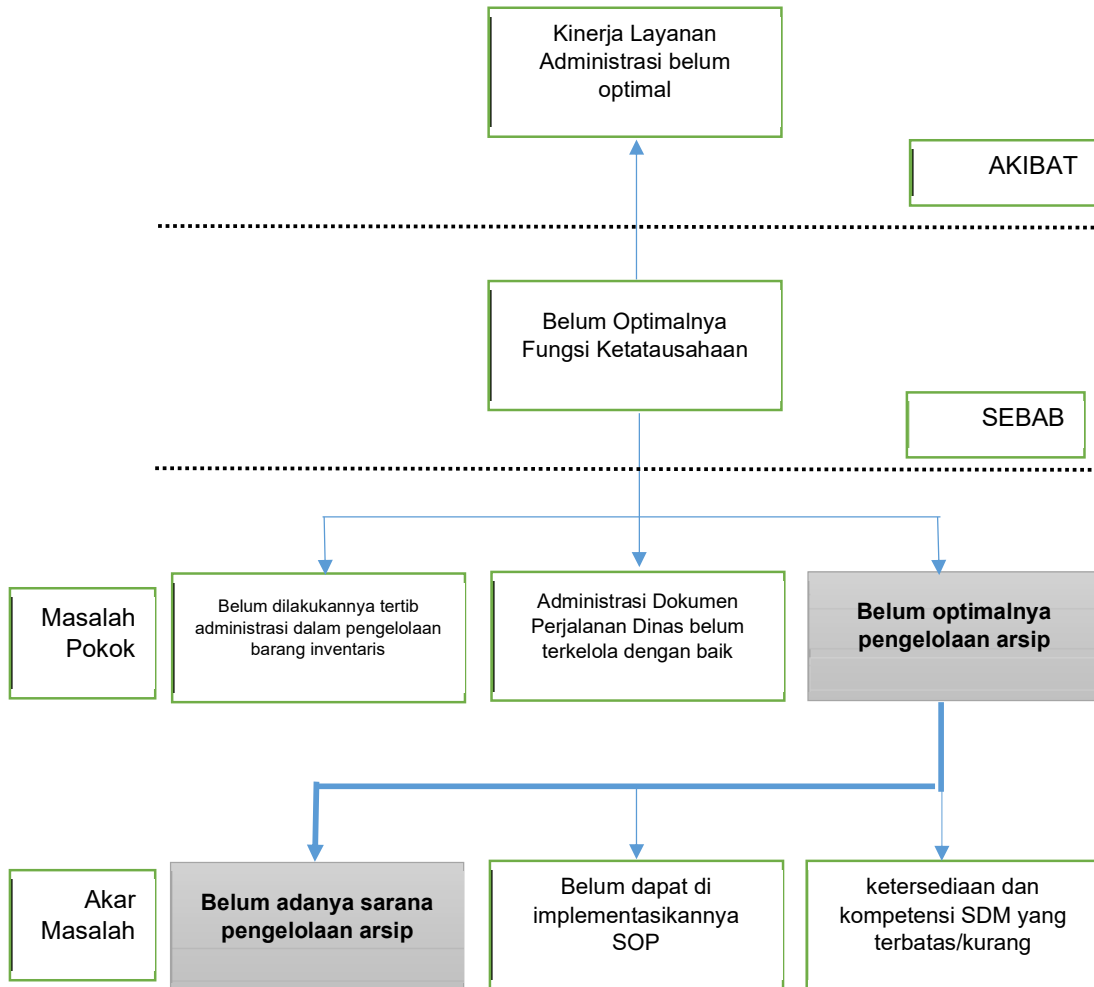 Kinerja Layanan
Administrasi belum
optimal
AKIBAT
Belum Optimalnya
Fungsi Ketatausahaan
SEBAB
Masalah
Pokok
Belum dilakukannya tertib
administrasi dalam pengelolaan
barang inventaris
Administrasi Dokumen
Perjalanan Dinas belum
terkelola dengan baik
Belum optimalnya
pengelolaan arsip
Akar
Masalah
Belum adanya sarana
pengelolaan arsip
Belum dapat di
implementasikannya
SOP
ketersediaan dan
kompetensi SDM yang
terbatas/kurang